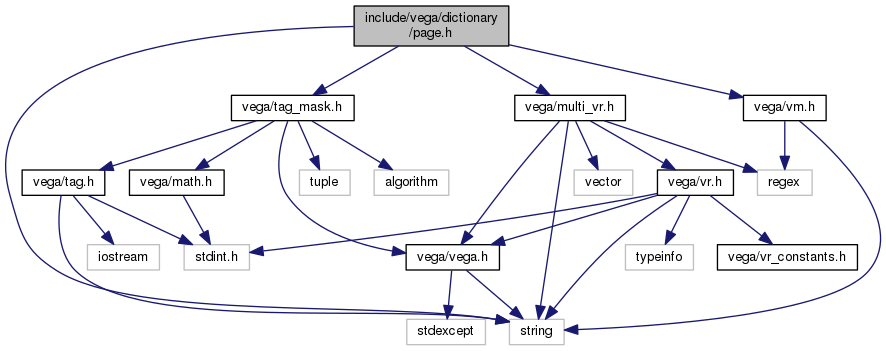 include/vega/dictionary
/page.h
vega/tag_mask.h
vega/multi_vr.h
vega/vm.h
vega/tag.h
vega/math.h
tuple
algorithm
vector
vega/vr.h
regex
iostream
stdint.h
vega/vega.h
typeinfo
vega/vr_constants.h
stdexcept
string